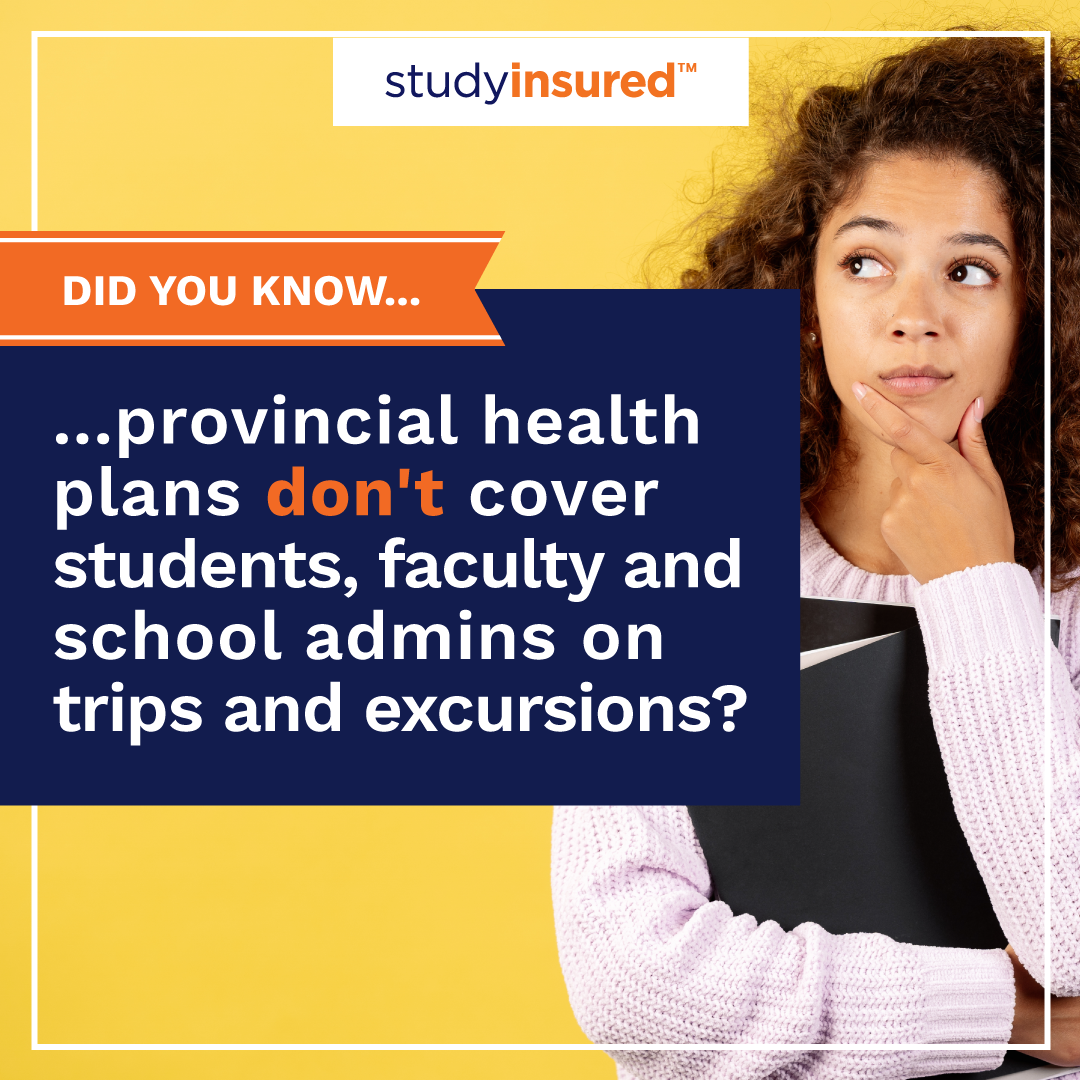 studyinsured™
DID YOU KNOW...
...provincial health
plans don't cover
students, faculty and
school admins on
trips and excursions?